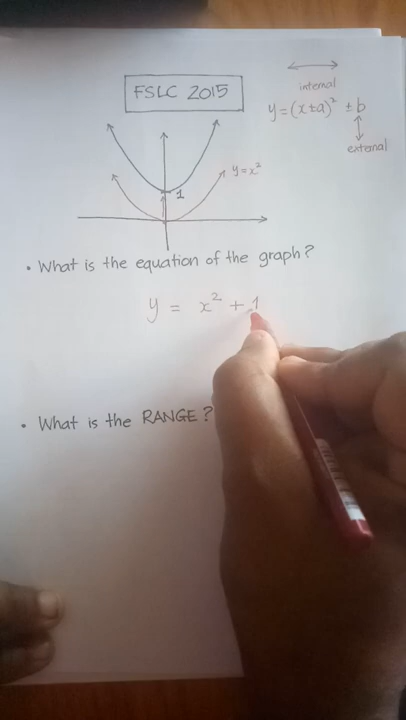 FSLC 2015
internal
y=(x±a)² ±b
external
y=x²
1
• What is the equation of the graph?
y = x² + 1
• What is the RANGE?